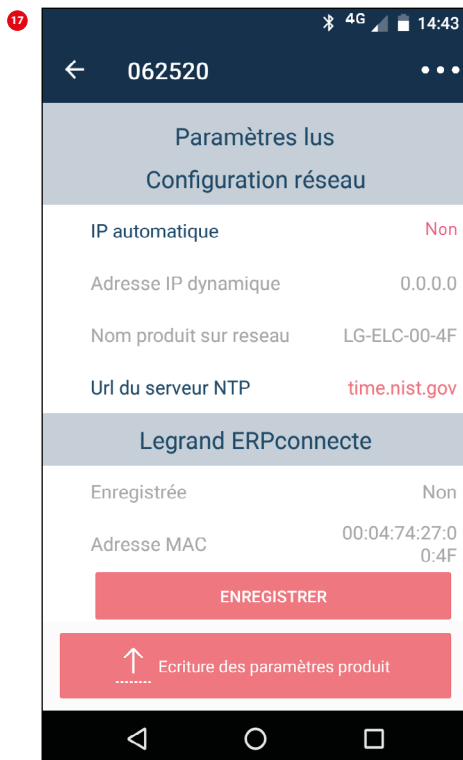 17
4G 14:43
062520
Paramètres lus
Configuration réseau
IP automatique Non
Adresse IP dynamique 0.0.0.0
Nom produit sur reseau LG-ELC-00-4F
Url du serveur NTP time.nist.gov
Legrand ERPconnecte
Enregistrée Non
Adresse MAC 00:04:74:27:0
0:4F
ENREGISTRER
Ecriture des paramètres produit